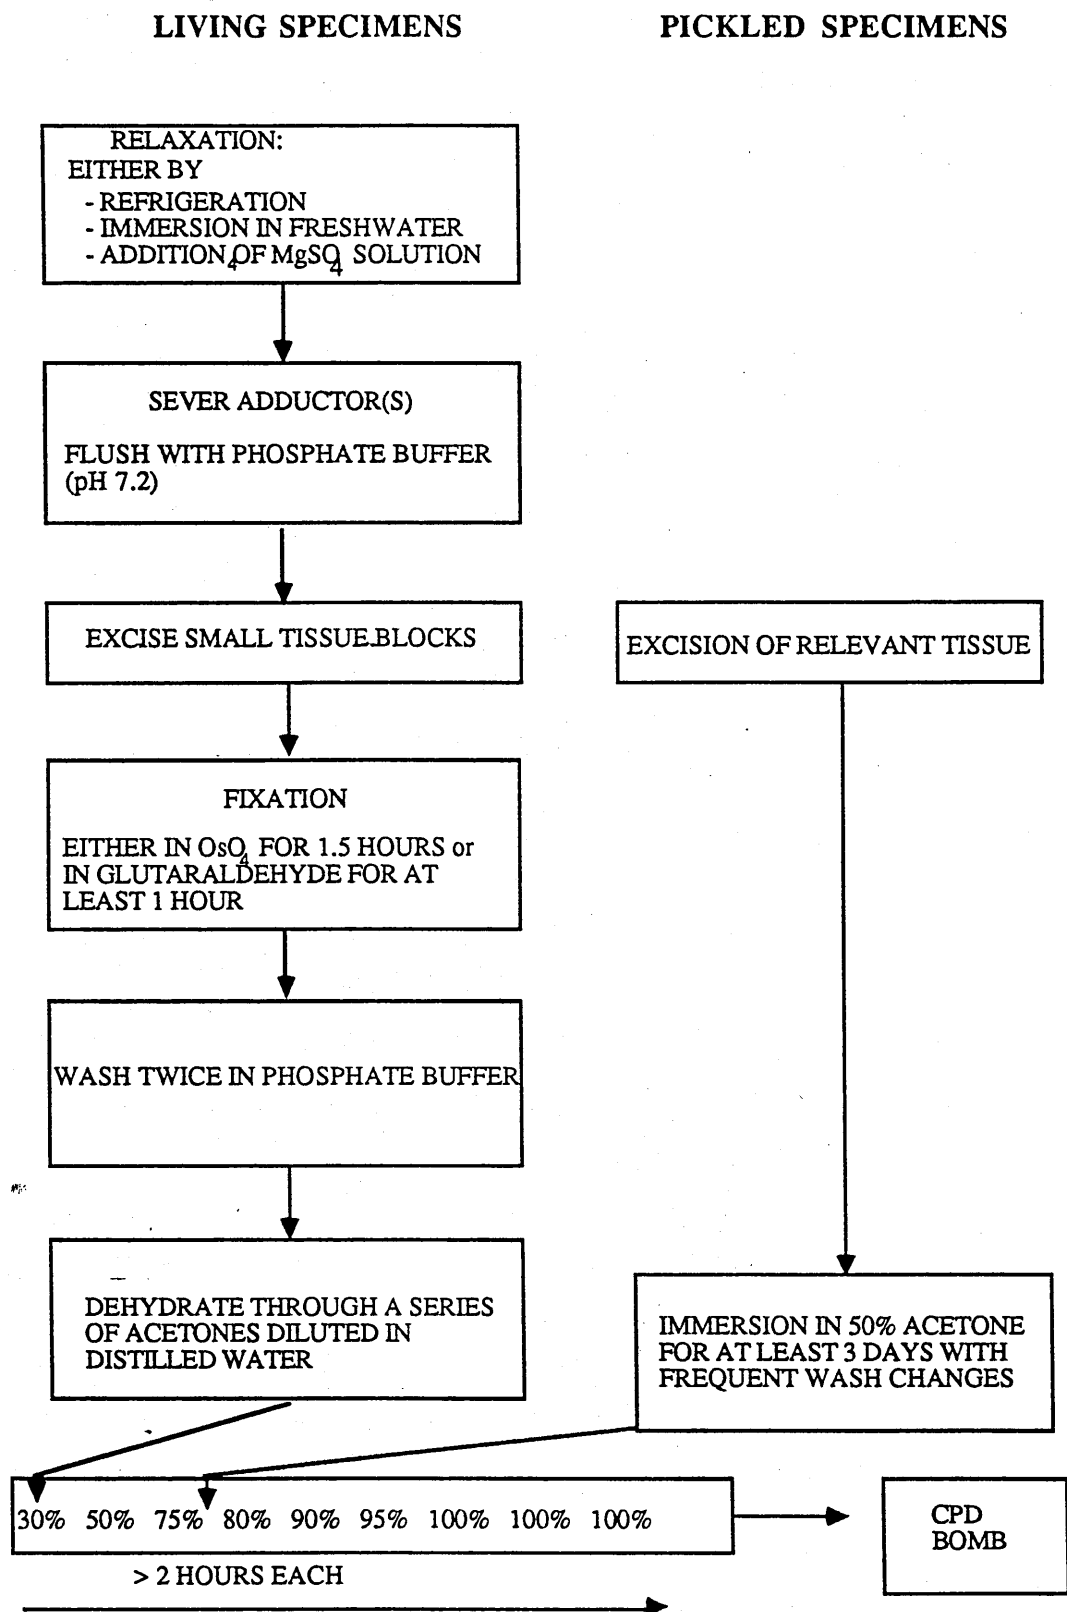 LIVING SPECIMENS
PICKLED SPECIMENS
RELAXATION:
EITHER BY
- REFRIGERATION
- IMMERSION IN FRESHWATER
- ADDITION₄OF MgSO₄ SOLUTION
SEVER ADDUCTOR(S)
FLUSH WITH PHOSPHATE BUFFER
(pH 7.2)
EXCISE SMALL TISSUE BLOCKS
EXCISION OF RELEVANT TISSUE
FIXATION
EITHER IN OsO₄ FOR 1.5 HOURS or
IN GLUTARALDEHYDE FOR AT
LEAST 1 HOUR
WASH TWICE IN PHOSPHATE BUFFER
DEHYDRATE THROUGH A SERIES
OF ACETONES DILUTED IN
DISTILLED WATER
IMMERSION IN 50% ACETONE
FOR AT LEAST 3 DAYS WITH
FREQUENT WASH CHANGES
30% 50% 75% 80% 90% 95% 100% 100% 100%
> 2 HOURS EACH
CPD
BOMB